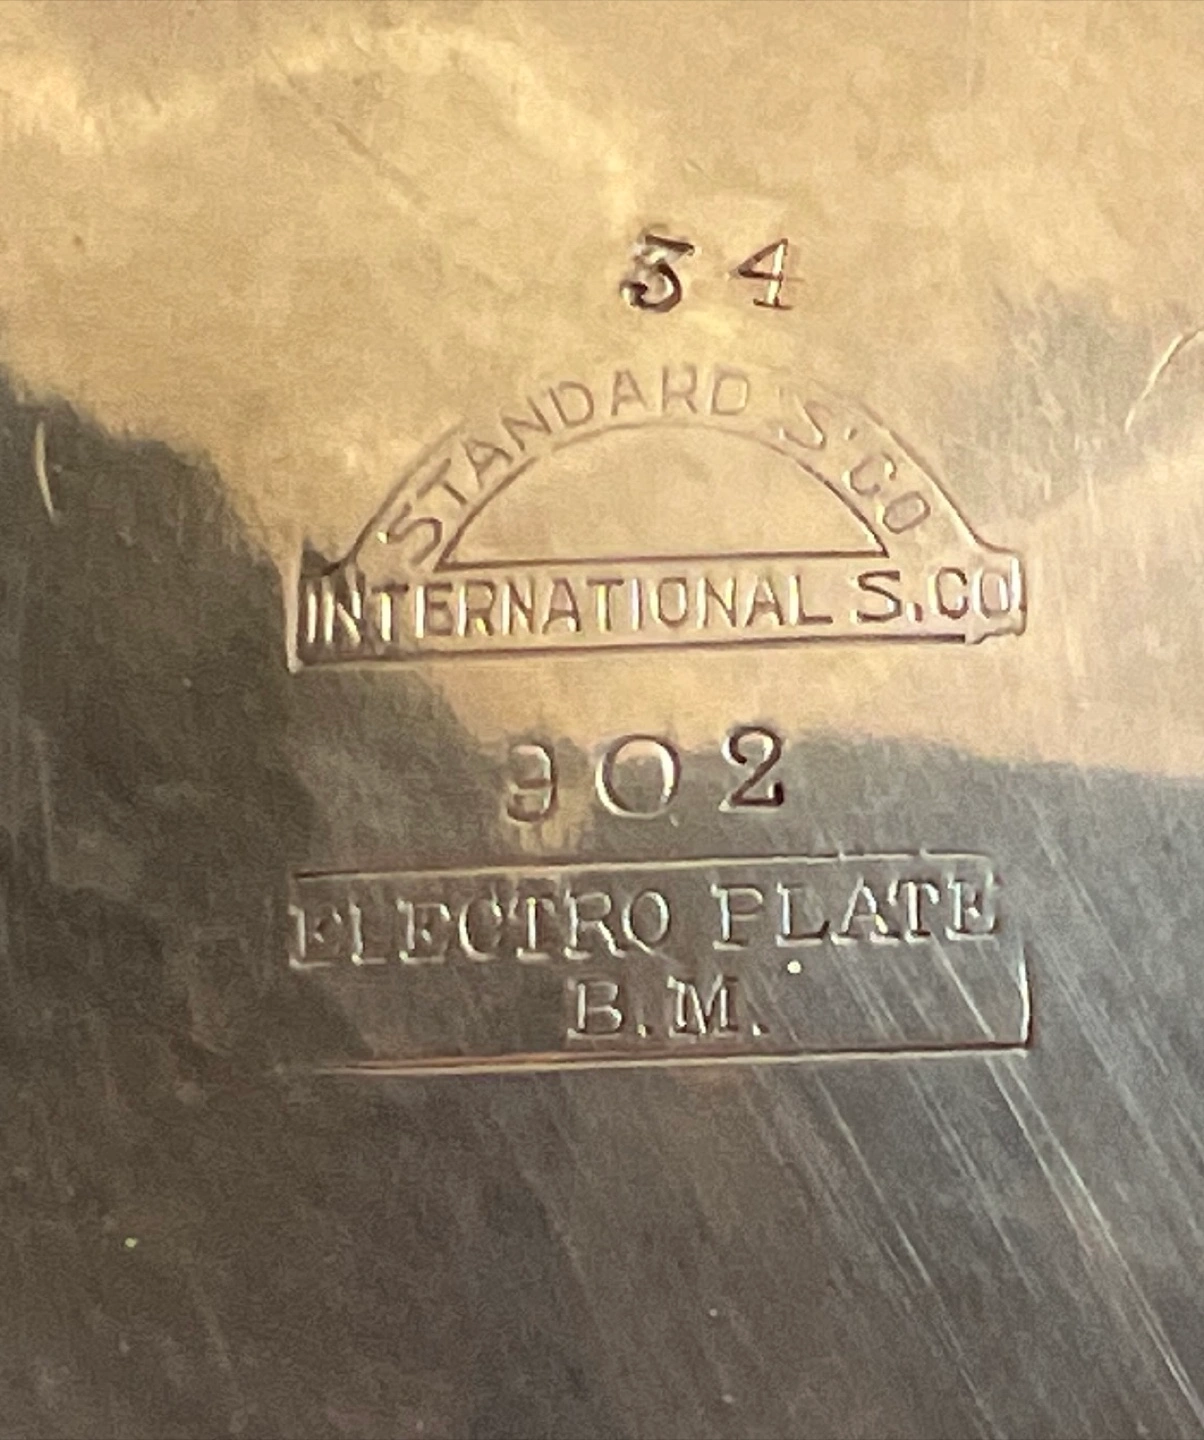 34
STANDARD S. CO
INTERNATIONAL S. CO.
902
ELECTRO PLATE
B.M.